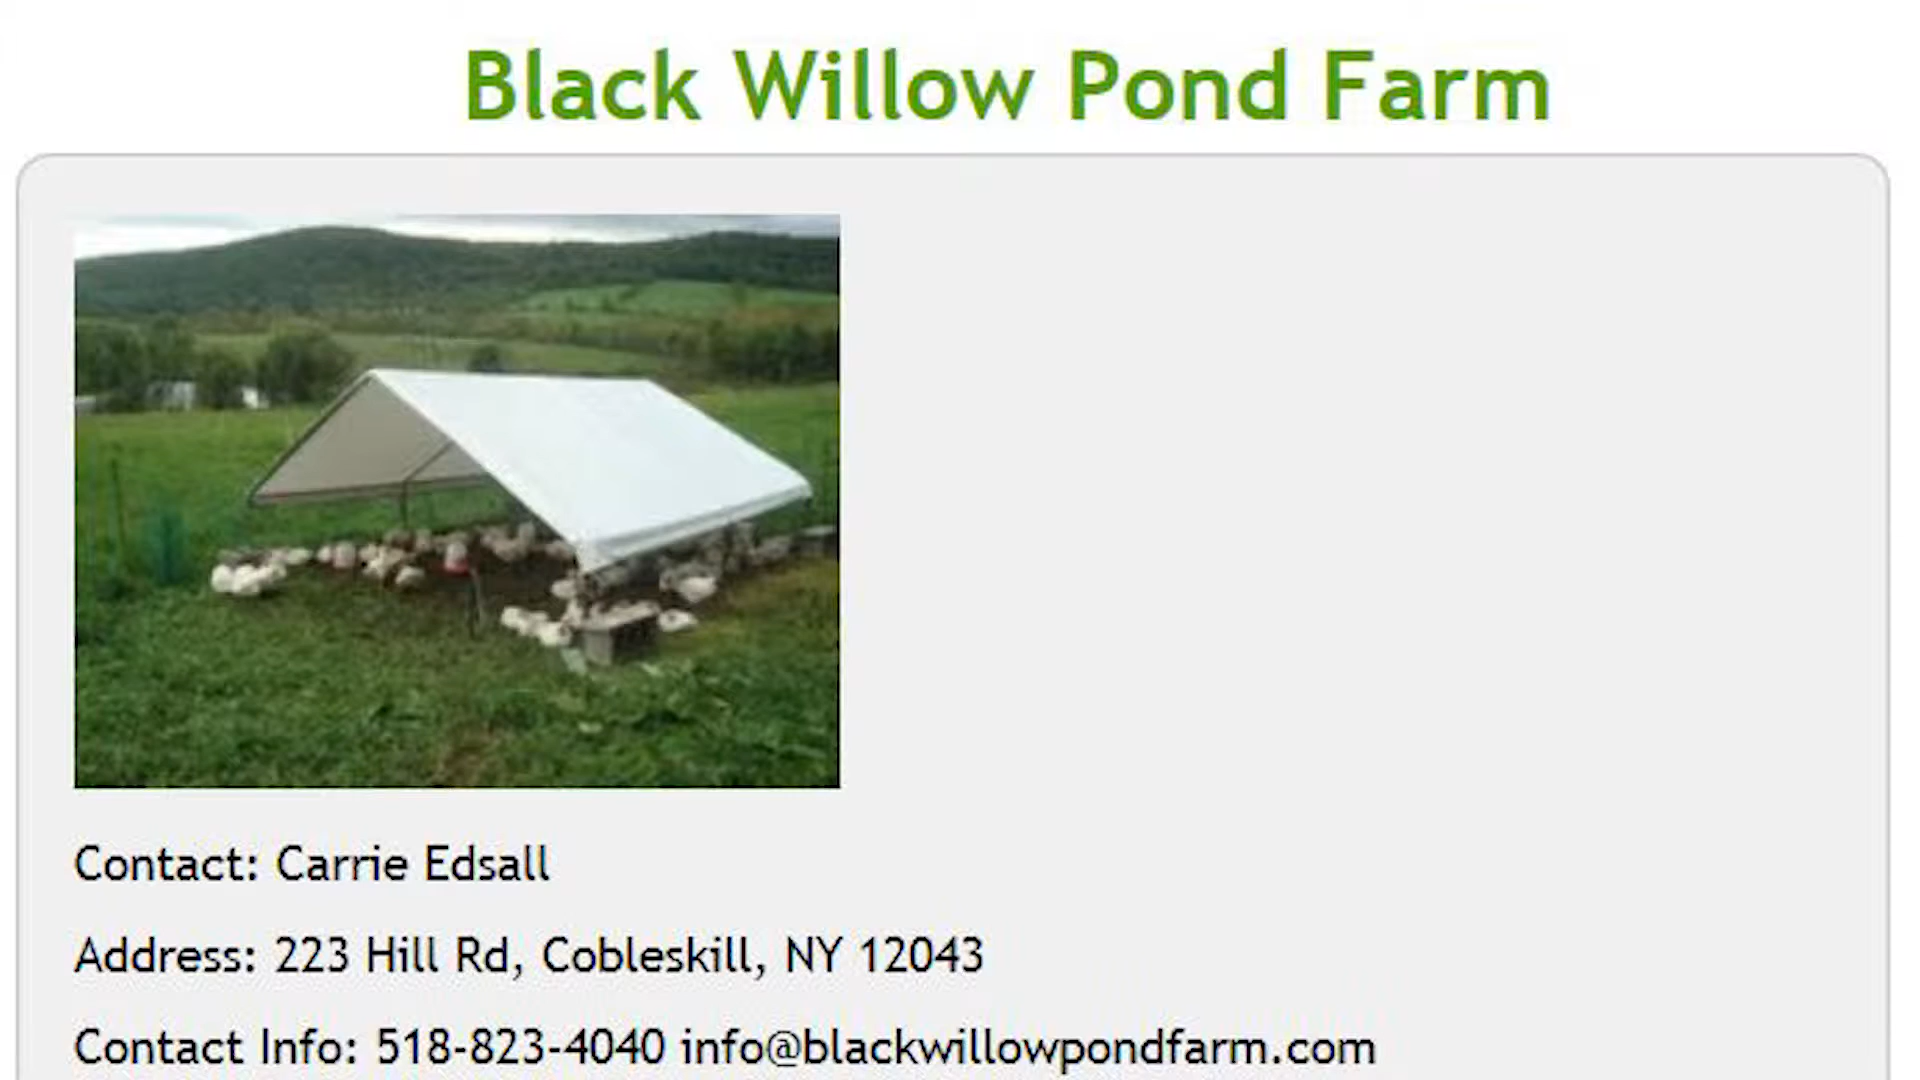 Black Willow Pond Farm
Contact: Carrie Edsall
Address: 223 Hill Rd, Cobleskill, NY 12043
Contact Info: 518-823-4040 info@blackwillowpondfarm.com